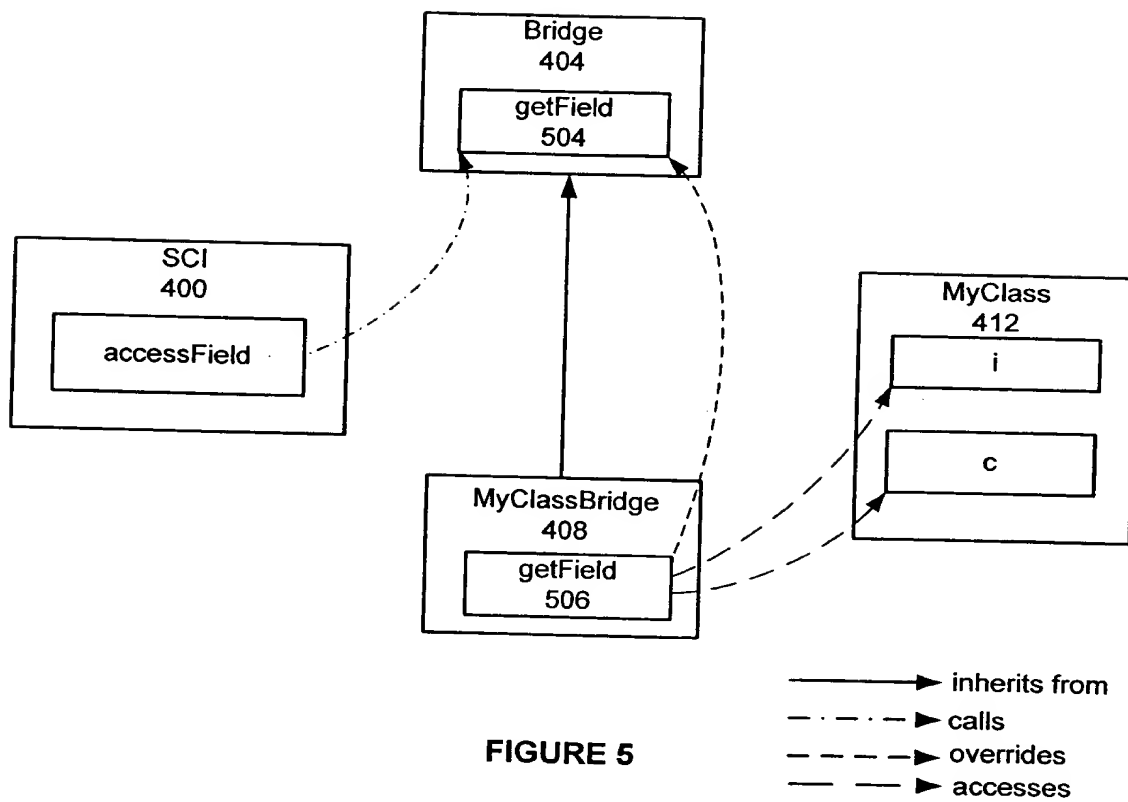 Bridge
404
getField
504
SCI
400
accessField
MyClass
412
i
c
MyClassBridge
408
getField
506
inherits from
calls
overrides
accesses
FIGURE 5